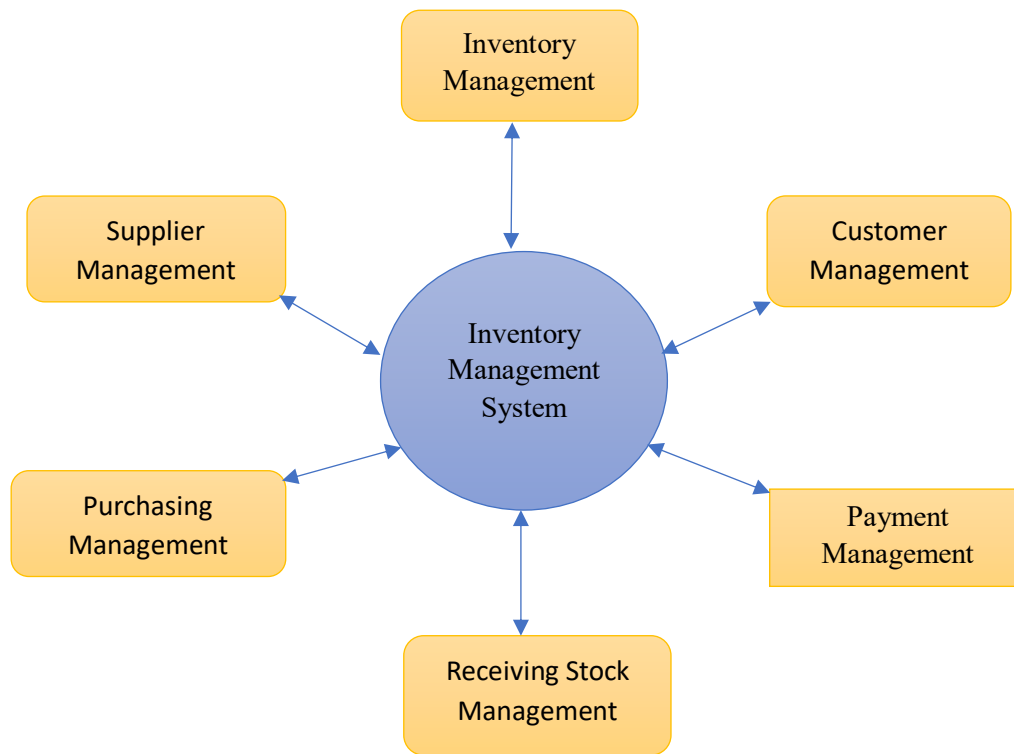 Inventory
Management
Supplier
Management
Customer
Management
Inventory
Management
System
Purchasing
Management
Payment
Management
Receiving Stock
Management